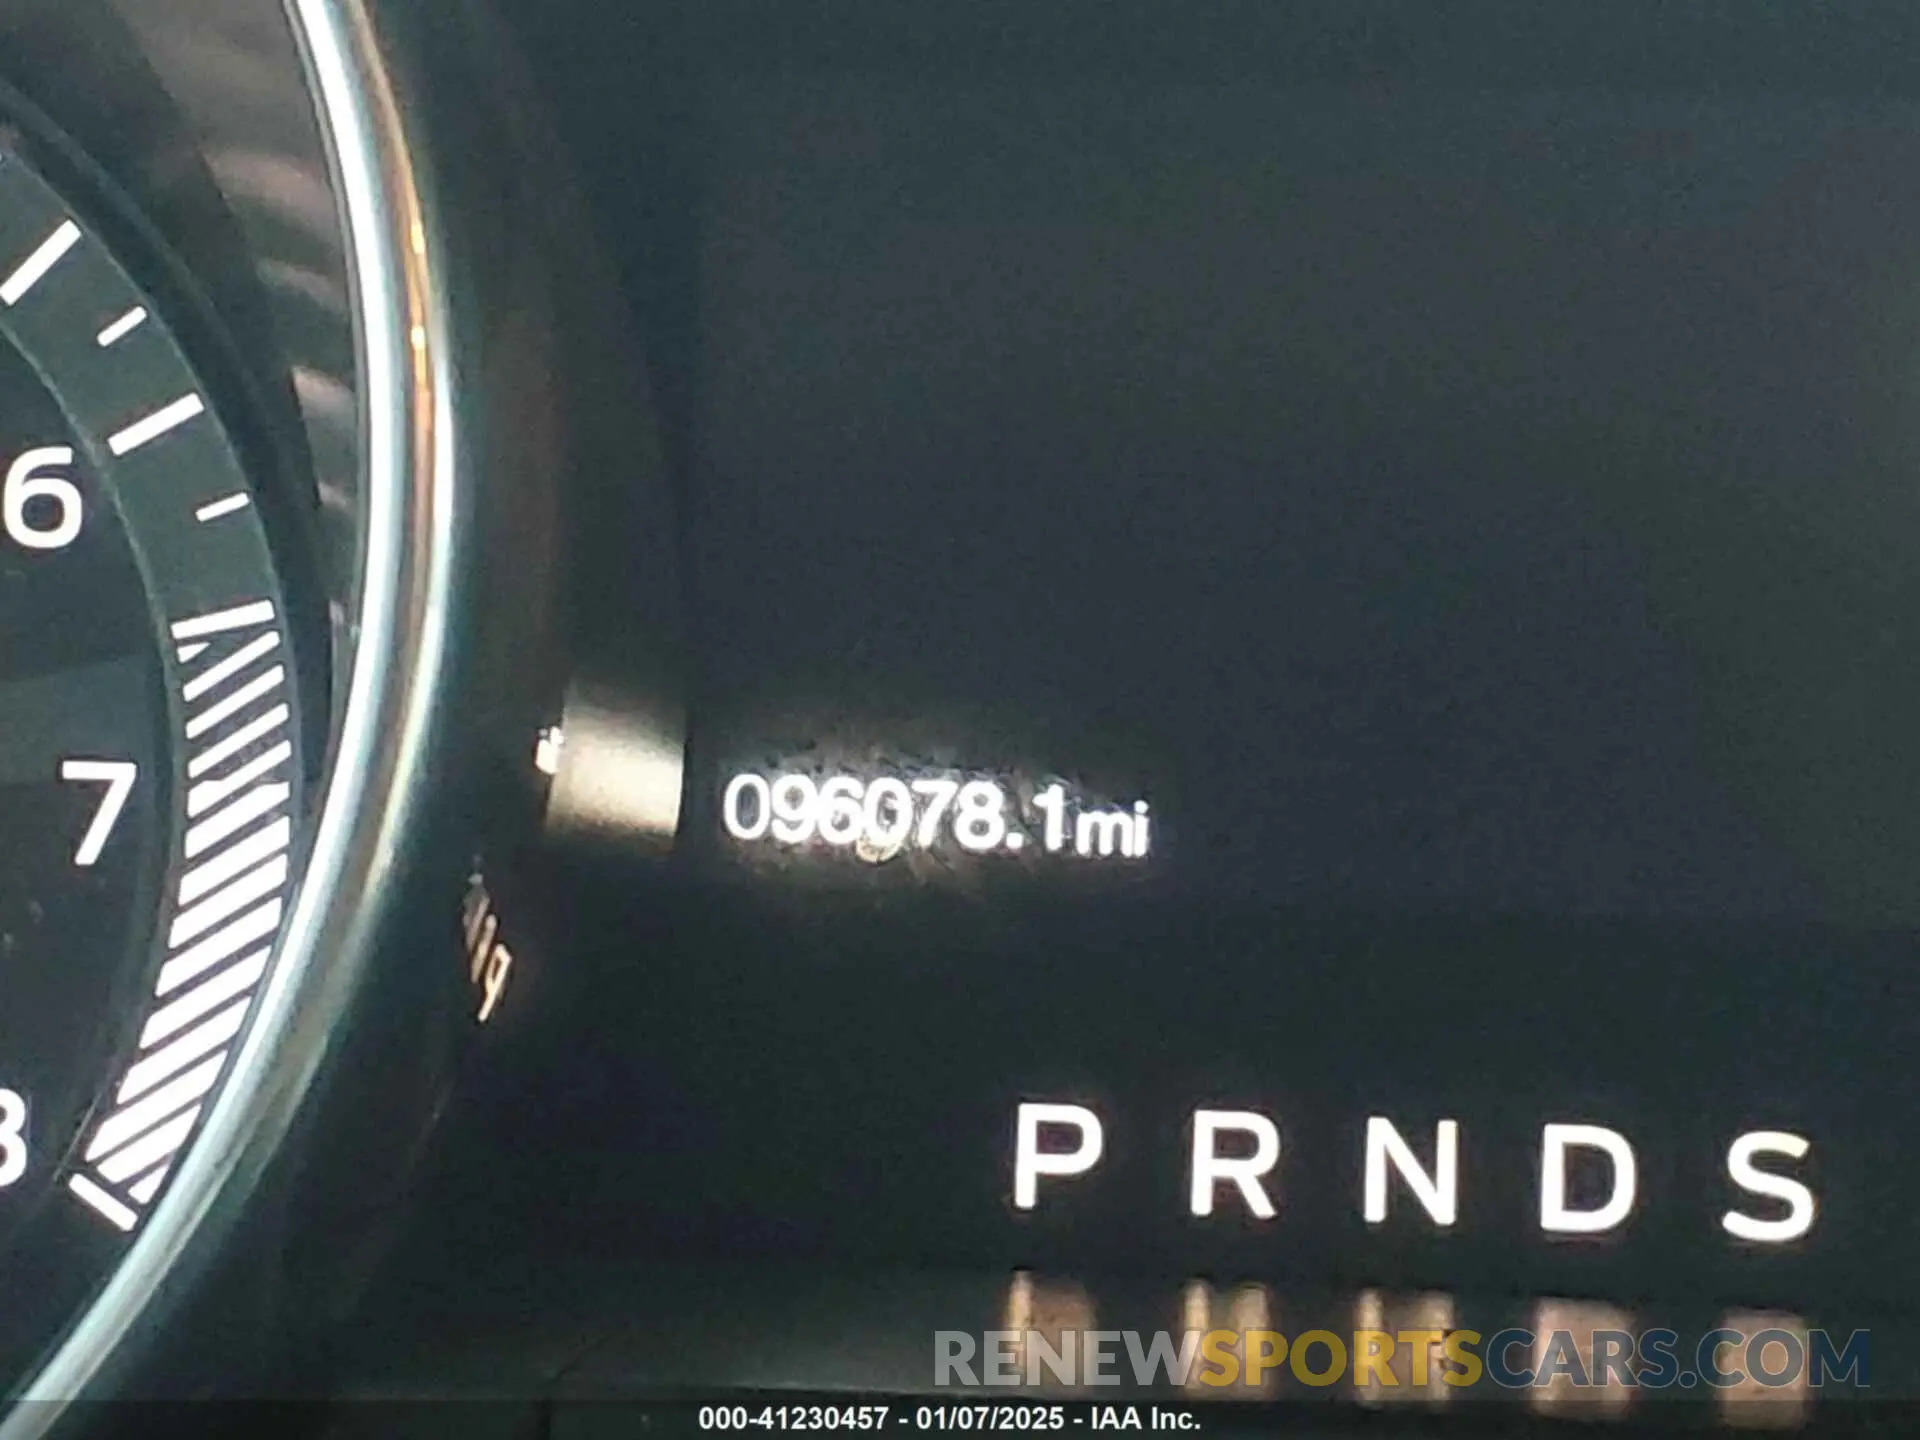 6
7
8
096078.1mi
P R N D S
RENEWSPORTSCARS.COM
000-41230457 - 01/07/2025 - IAA Inc.